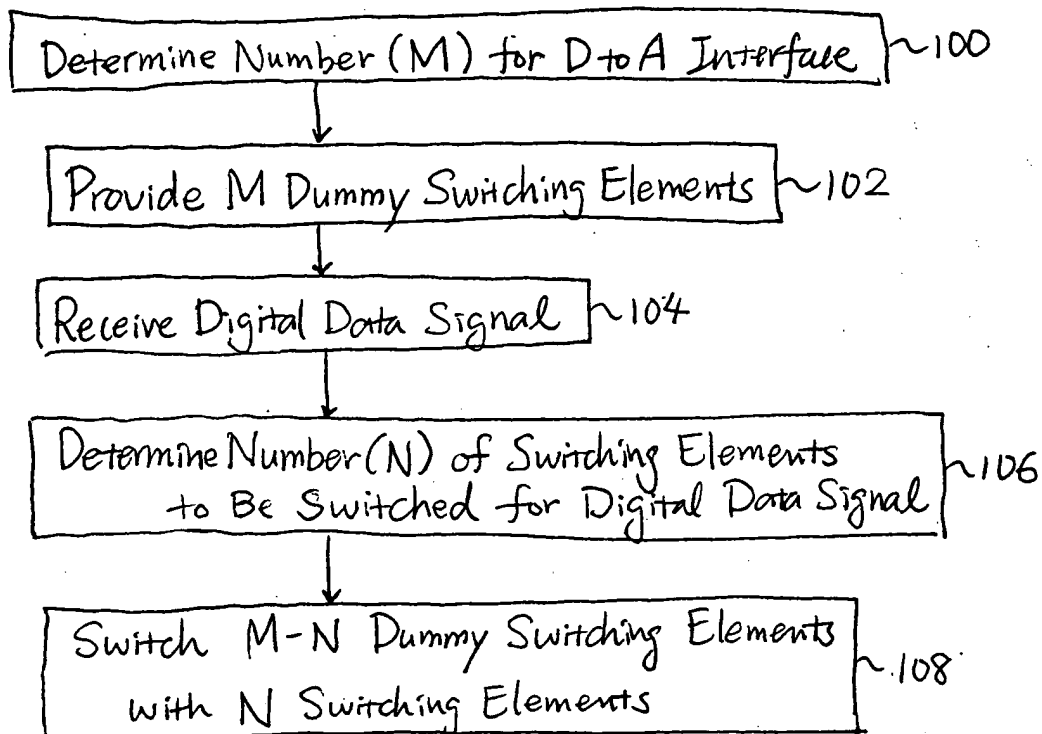 Determine Number (M) for D to A Interface
100
Provide M Dummy Switching Elements
102
Receive Digital Data Signal
104
Determine Number (N) of Switching Elements
to Be Switched for Digital Data Signal
106
Switch M-N Dummy Switching Elements
with N Switching Elements
108